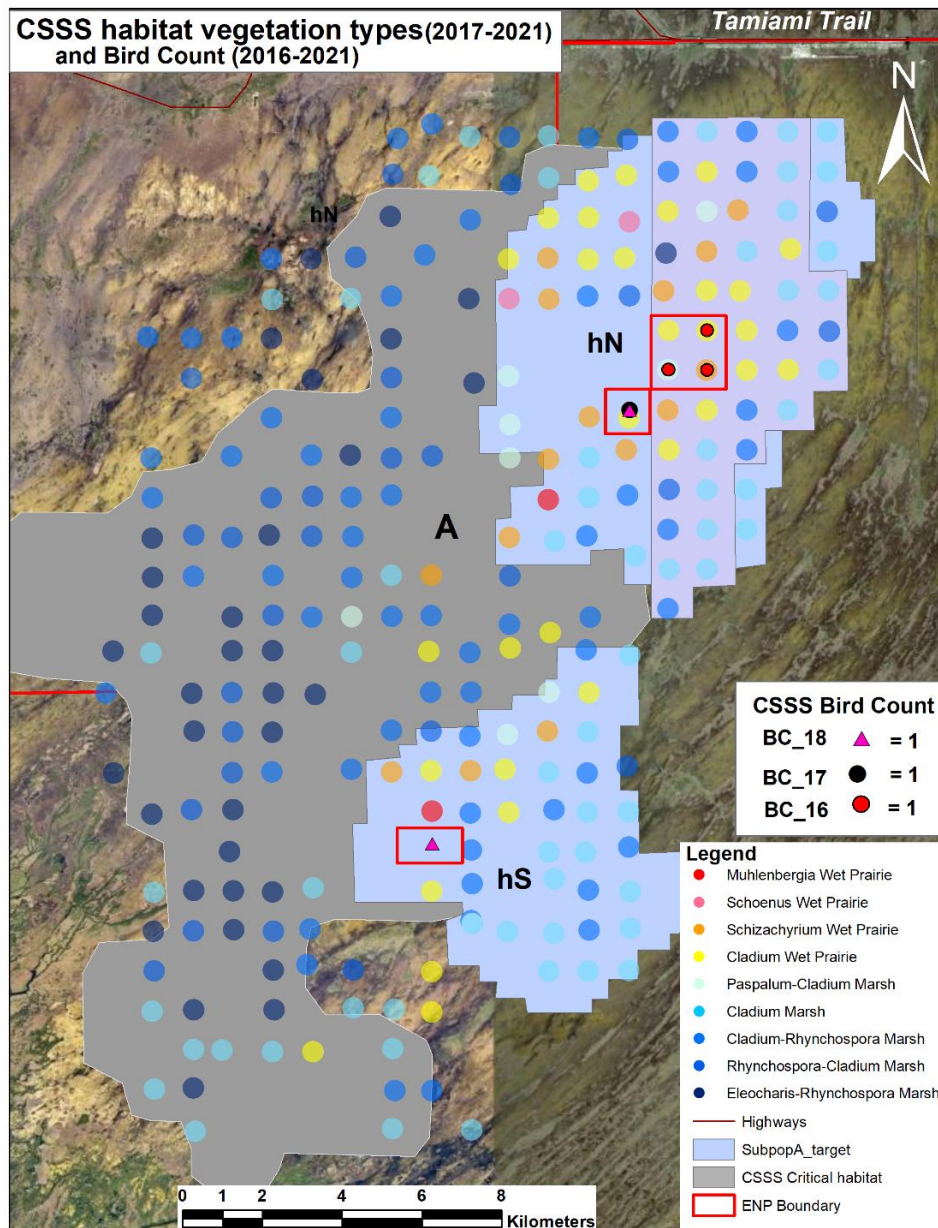 CSSS habitat vegetation types (2017-2021)
and Bird Count (2016-2021)
Tamiami Trail
N
hN
hN
A
hS
CSSS Bird Count
BC_18 = 1
BC_17 = 1
BC_16 = 1
Legend
Muhlenbergia Wet Prairie
Schoenus Wet Prairie
Schizachyrium Wet Prairie
Cladium Wet Prairie
Paspalum-Cladium Marsh
Cladium Marsh
Cladium-Rhynchospora Marsh
Rhynchospora-Cladium Marsh
Eleocharis-Rhynchospora Marsh
Highways
SubpopA_target
CSSS Critical habitat
ENP Boundary
0 1 2 4 6 8
Kilometers